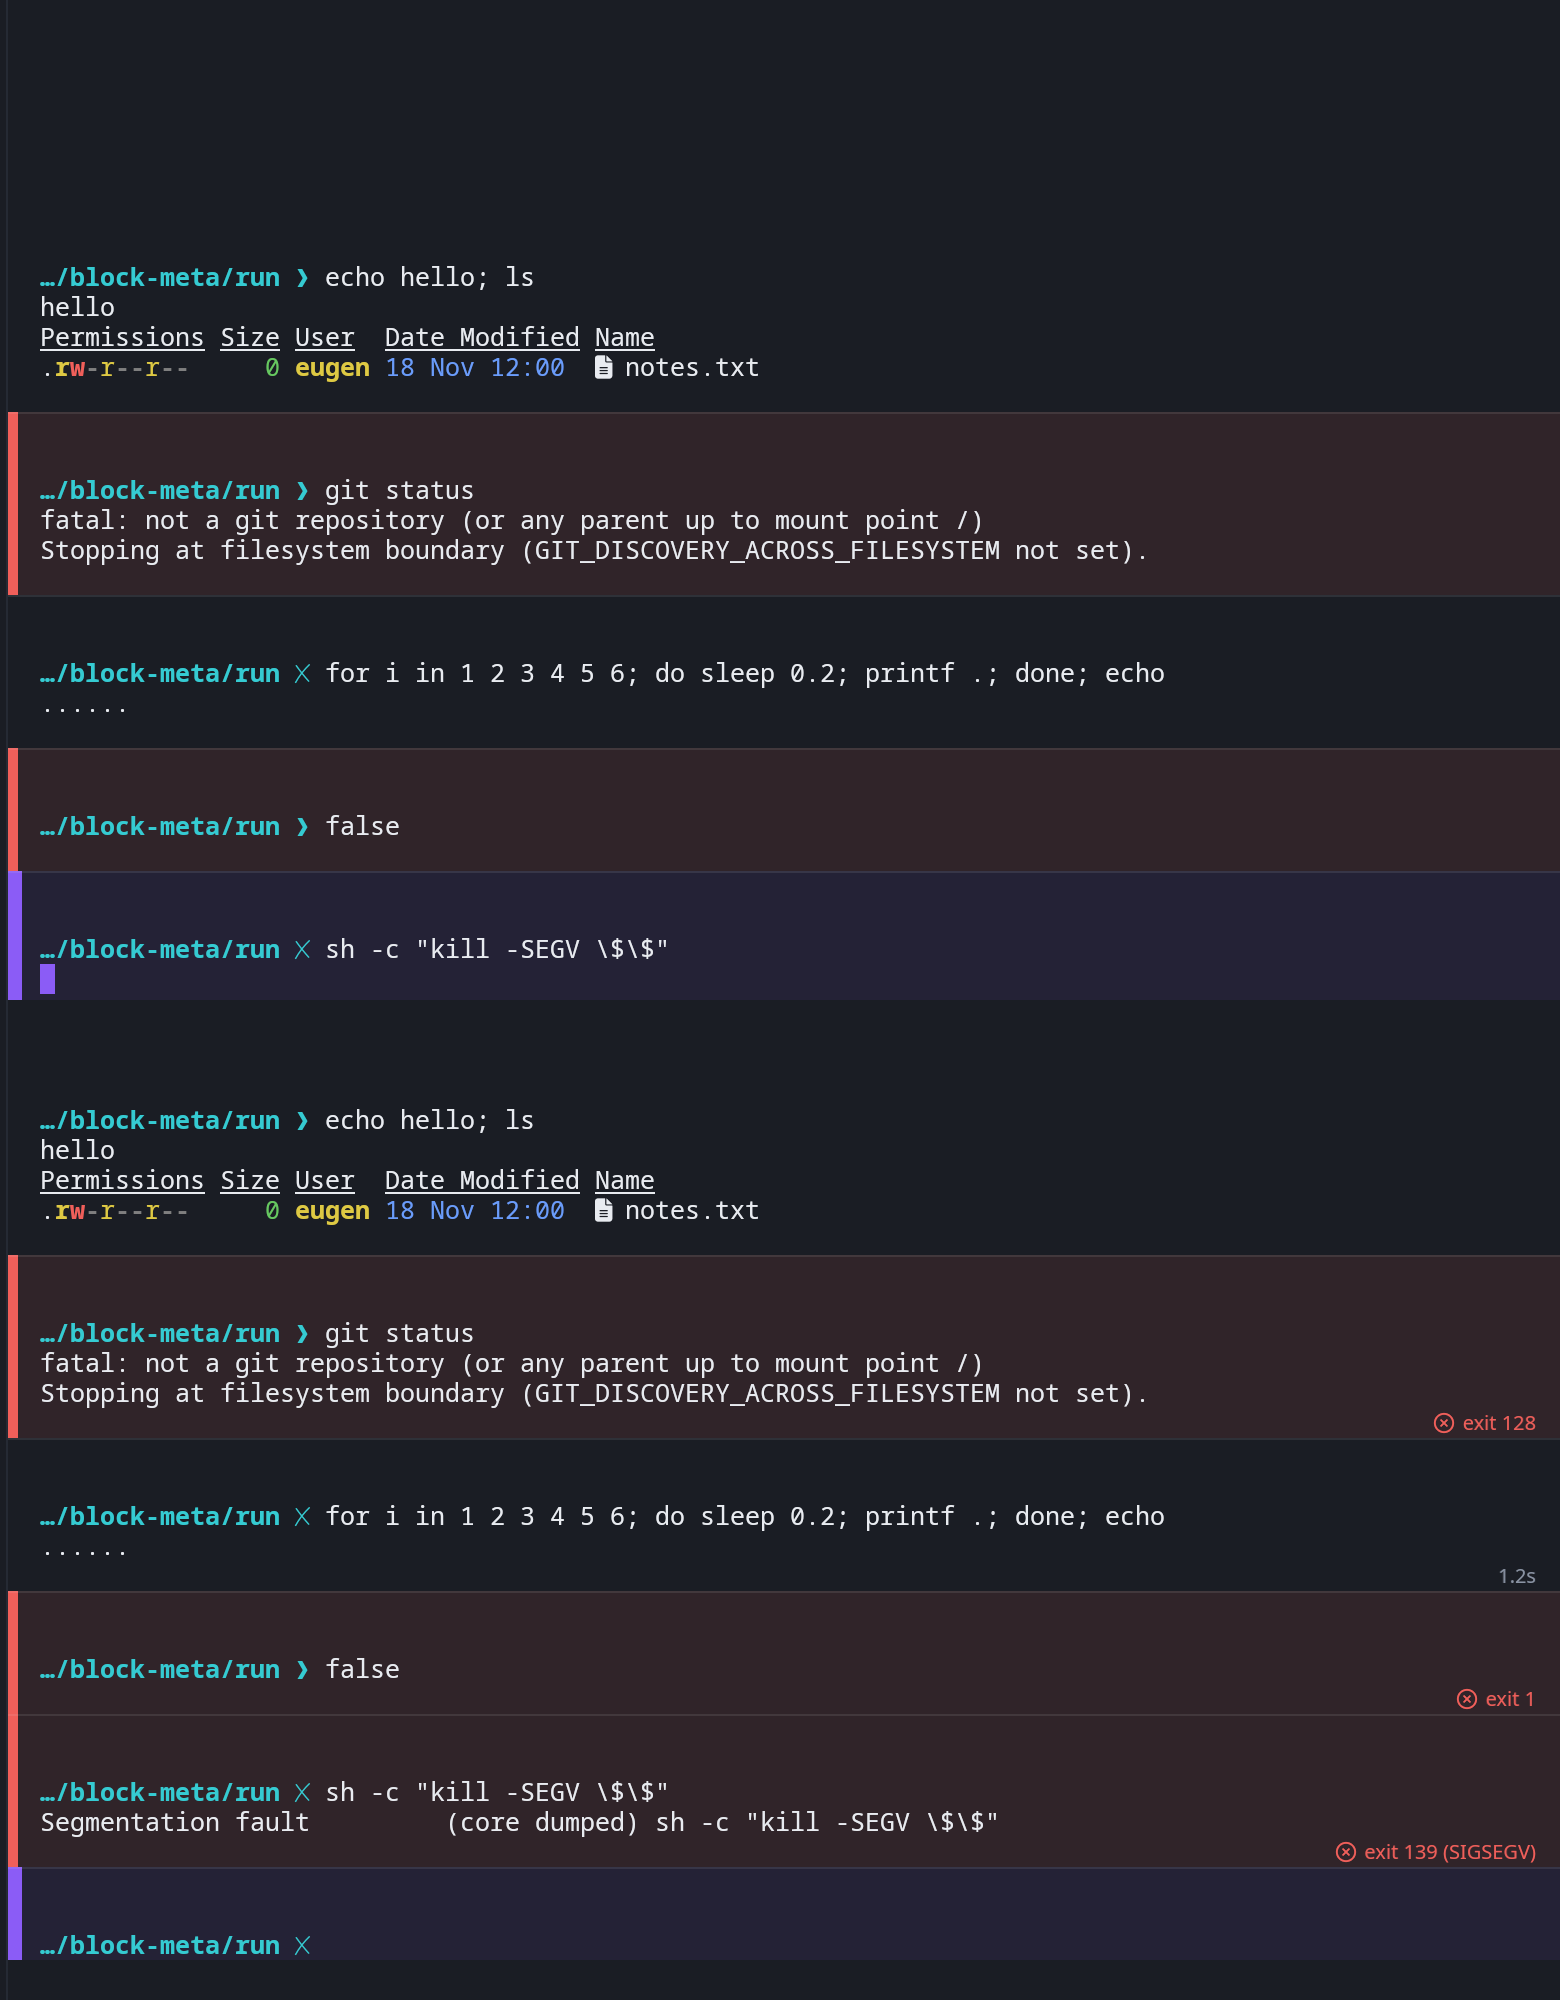 …/block-meta/run ❯ echo hello; ls
hello
Permissions Size User  Date Modified Name
.rw-r--r--     0 eugen 18 Nov 12:00  notes.txt
…/block-meta/run ❯ git status
fatal: not a git repository (or any parent up to mount point /)
Stopping at filesystem boundary (GIT_DISCOVERY_ACROSS_FILESYSTEM not set).
…/block-meta/run ✕ for i in 1 2 3 4 5 6; do sleep 0.2; printf .; done; echo
......
…/block-meta/run ❯ false
…/block-meta/run ✕ sh -c "kill -SEGV \$\$"
…/block-meta/run ❯ echo hello; ls
hello
Permissions Size User  Date Modified Name
.rw-r--r--     0 eugen 18 Nov 12:00  notes.txt
…/block-meta/run ❯ git status
fatal: not a git repository (or any parent up to mount point /)
Stopping at filesystem boundary (GIT_DISCOVERY_ACROSS_FILESYSTEM not set).
exit 128
…/block-meta/run ✕ for i in 1 2 3 4 5 6; do sleep 0.2; printf .; done; echo
......
1.2s
…/block-meta/run ❯ false
exit 1
…/block-meta/run ✕ sh -c "kill -SEGV \$\$"
Segmentation fault         (core dumped) sh -c "kill -SEGV \$\$"
exit 139 (SIGSEGV)
…/block-meta/run ✕